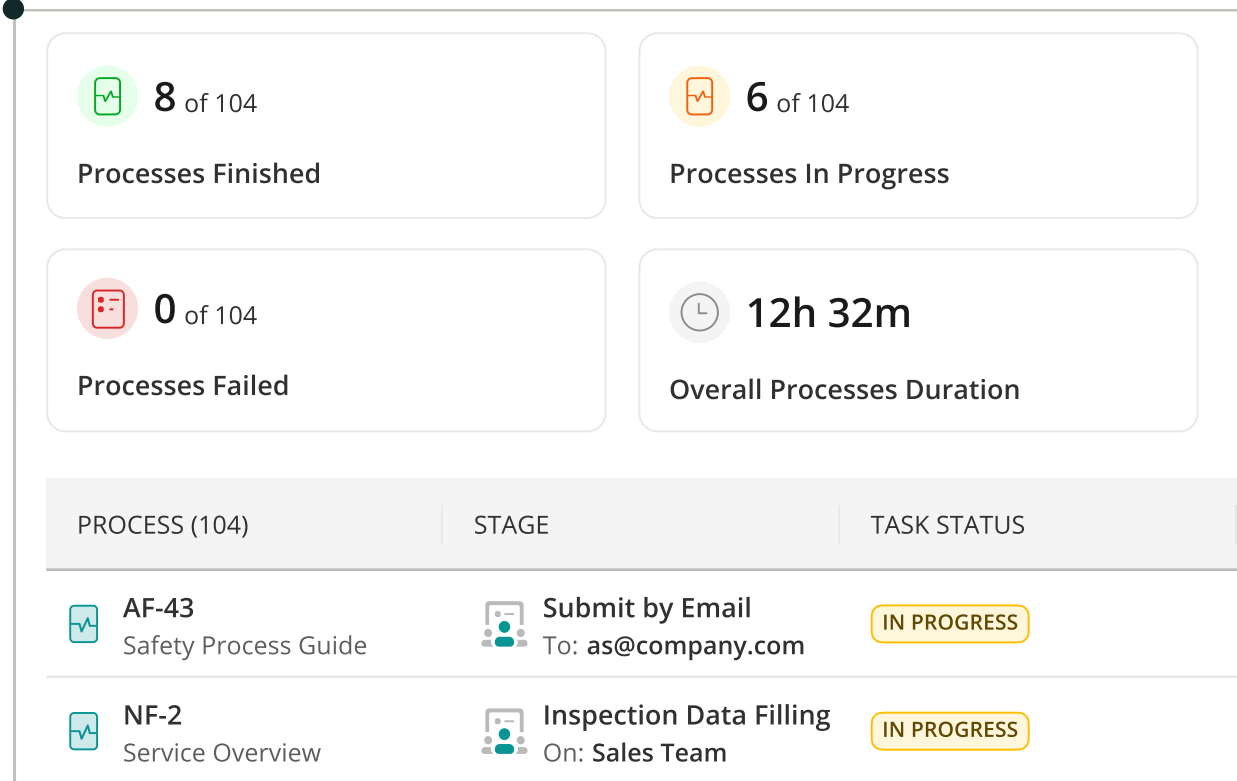 8 of 104
Processes Finished
6 of 104
Processes In Progress
0 of 104
Processes Failed
12h 32m
Overall Processes Duration
PROCESS (104)
STAGE
TASK STATUS
AF-43
Safety Process Guide
Submit by Email
To: as@company.com
IN PROGRESS
NF-2
Service Overview
Inspection Data Filling
On: Sales Team
IN PROGRESS